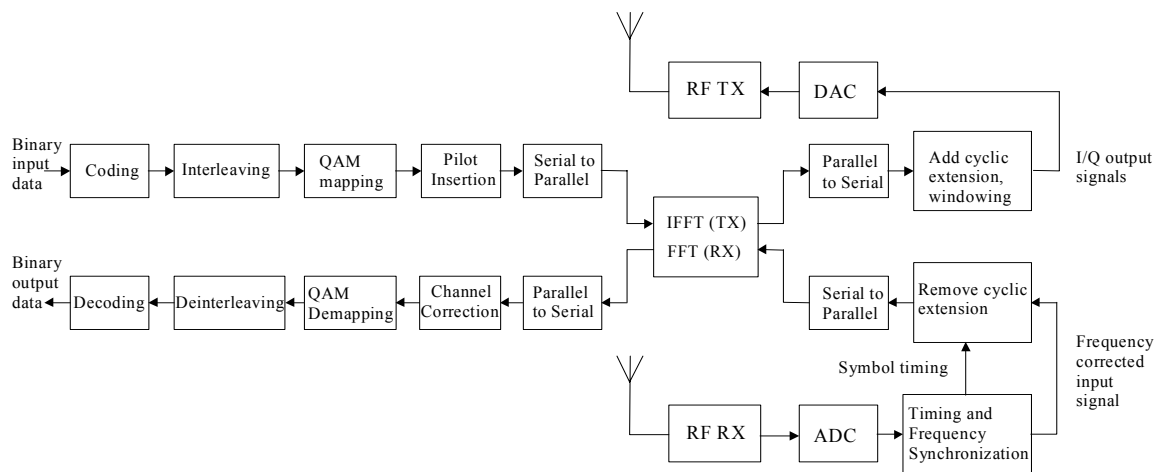 RF TX
DAC
Binary
input
data
Coding
Interleaving
QAM
mapping
Pilot
Insertion
Serial to
Parallel
Parallel
to Serial
Add cyclic
extension,
windowing
I/Q output
signals
IFFT (TX)
FFT (RX)
Binary
output
data
Decoding
Deinterleaving
QAM
Demapping
Channel
Correction
Parallel
to Serial
Serial to
Parallel
Remove cyclic
extension
Frequency
corrected
input
signal
Symbol timing
RF RX
ADC
Timing and
Frequency
Synchronization